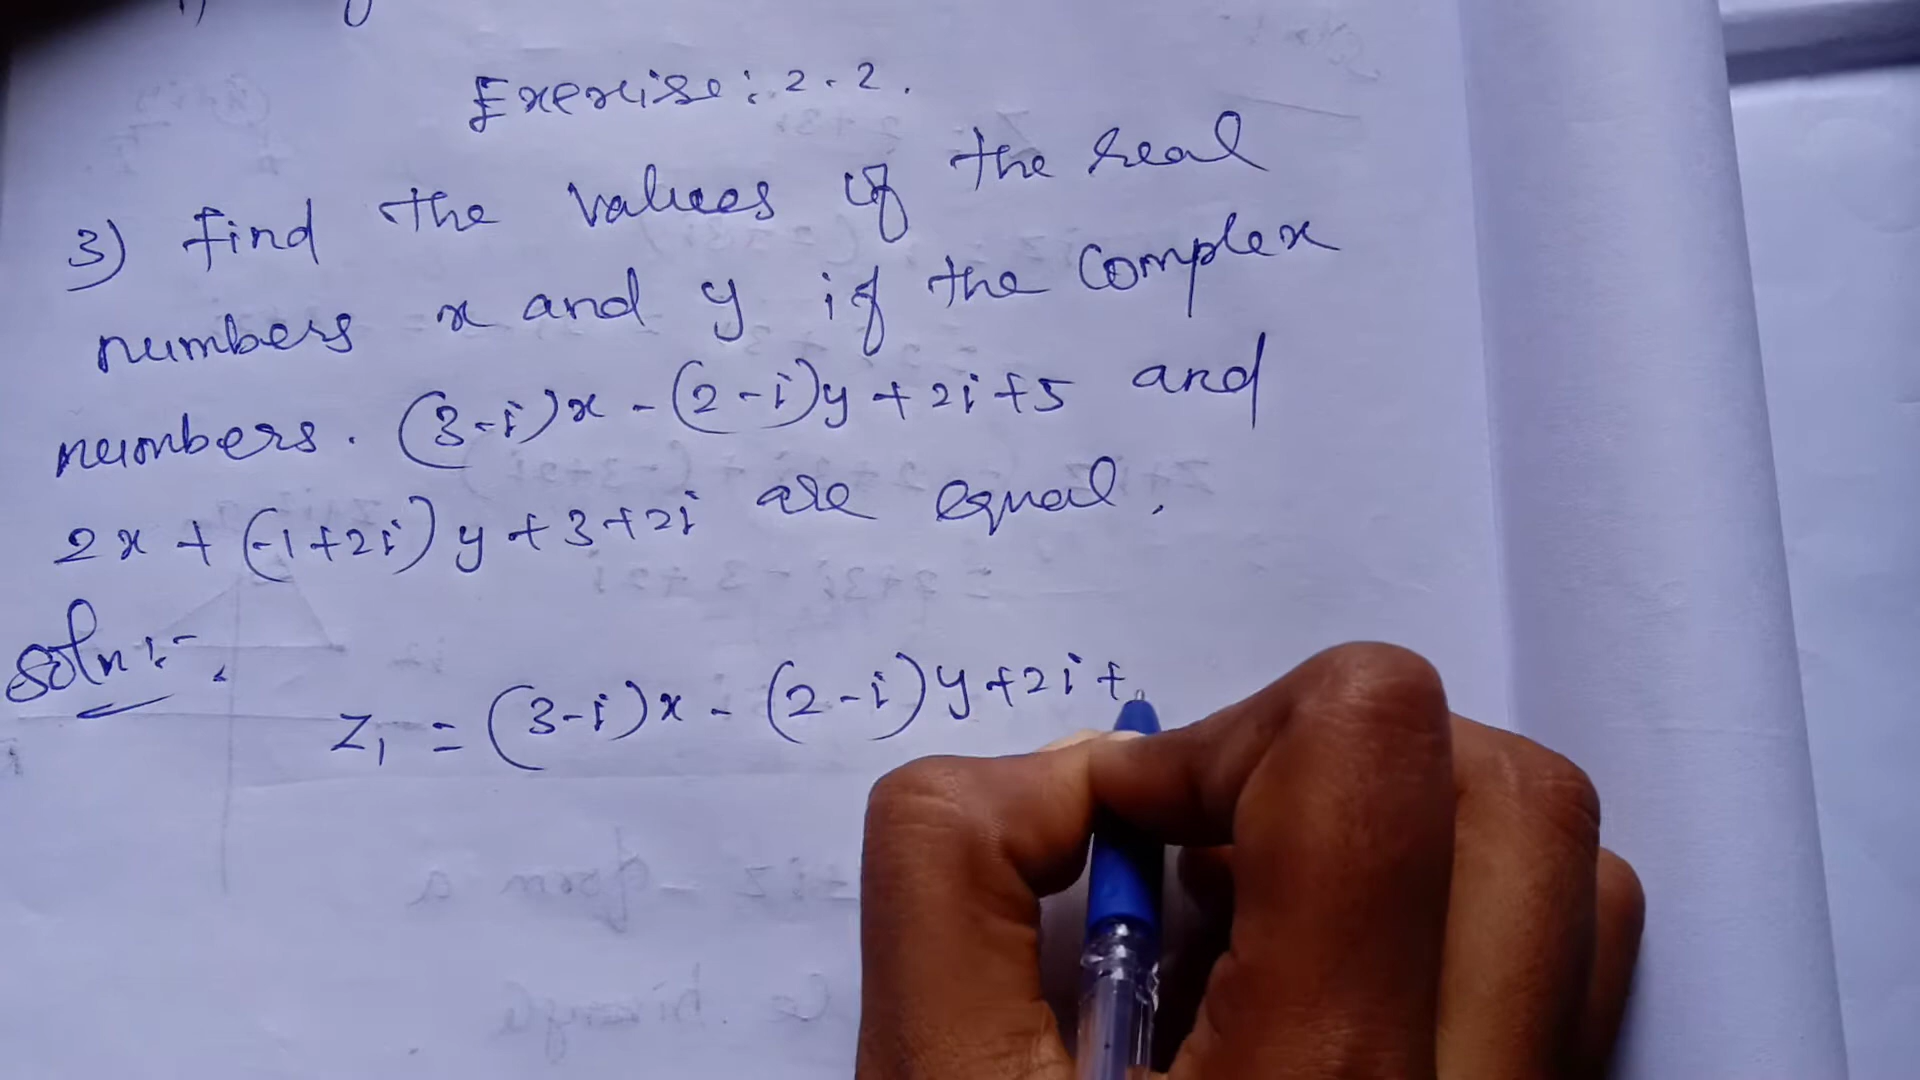 Exercise: 2.2.
3) find the values of the real
numbers x and y if the complex
numbers. (3-i)x - (2-i)y + 2i + 5 and
2x + (-1+2i)y + 3 + 2i are equal.
Soln:-
Z₁ = (3-i)x - (2-i)y + 2i +